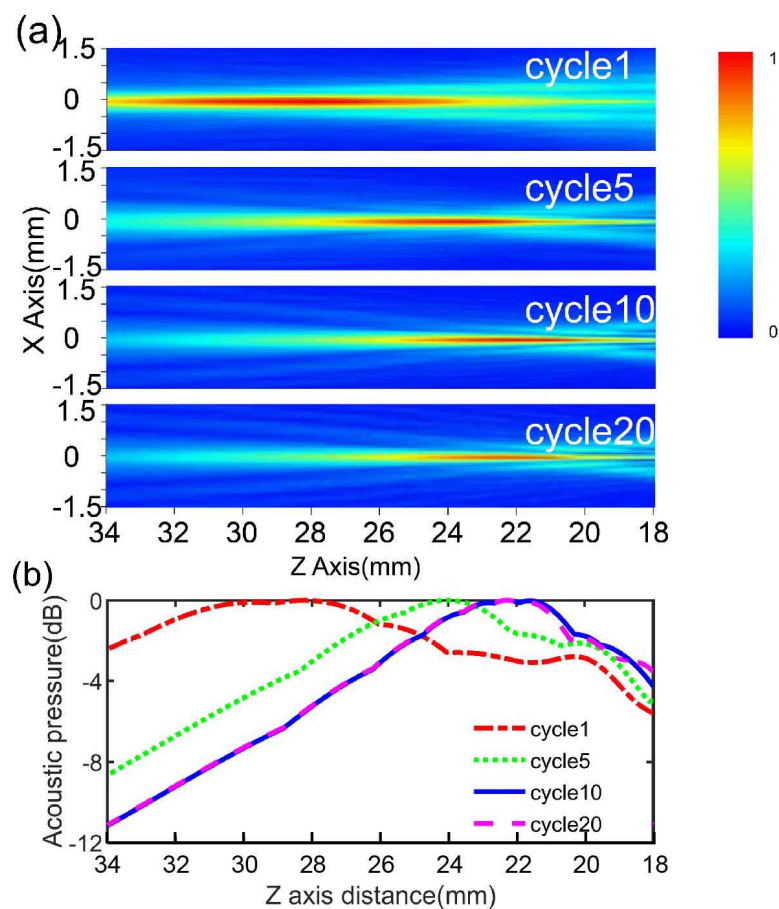 (a)
1.5
0
-1.5
cycle1
1
0
1.5
0
-1.5
cycle5
X Axis(mm)
1.5
0
-1.5
cycle10
1.5
0
-1.5
cycle20
34 32 30 28 26 24 22 20 18
Z Axis(mm)
(b)
Acoustic pressure(dB)
0
-4
-8
-12
cycle1
cycle5
cycle10
cycle20
34 32 30 28 26 24 22 20 18
Z axis distance(mm)